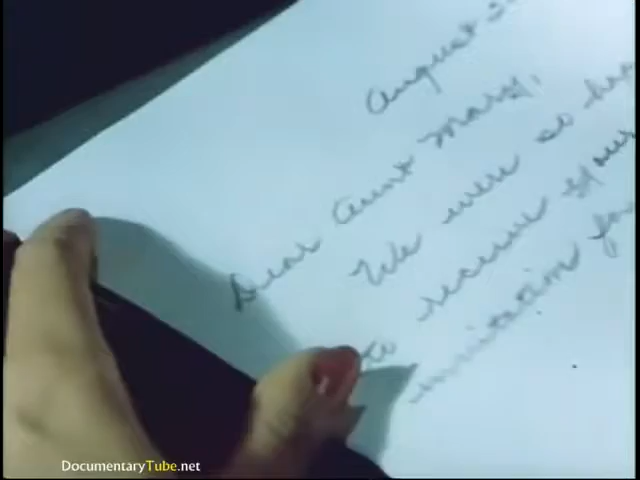 August
Dear Aunt Mary,
We were so
receive your
invitation for
DocumentaryTube.net